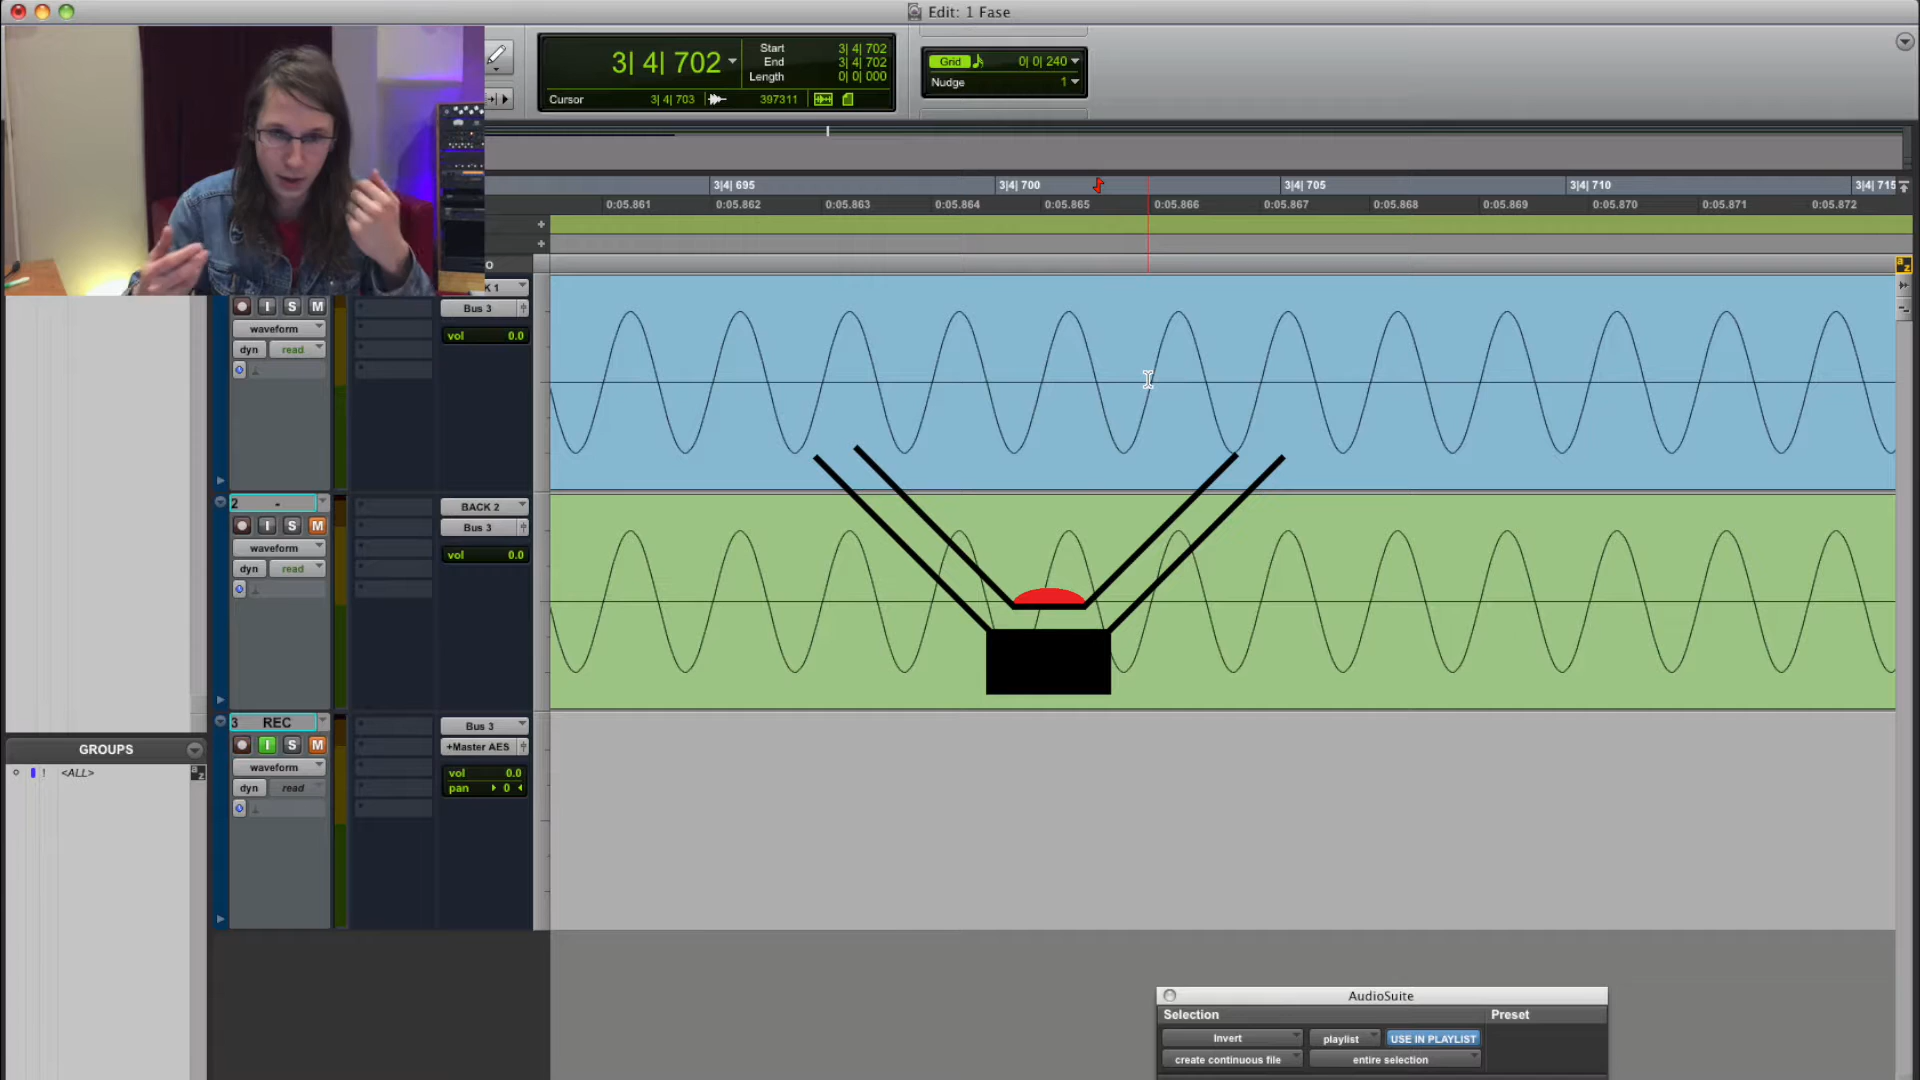 Edit: 1 Fase
3| 4| 702
Start 3| 4| 702
End 3| 4| 702
Length 0| 0| 000
Cursor 3| 4| 703 397311
Grid 0| 0| 240
Nudge 1
3|4| 695 3|4| 700 3|4| 705 3|4| 710 3|4| 715
0:05.861 0:05.862 0:05.863 0:05.864 0:05.865 0:05.866 0:05.867 0:05.868 0:05.869 0:05.870 0:05.871 0:05.872
I S M
Bus 3
waveform
vol 0.0
dyn read
2 -
BACK 2
I S M
Bus 3
waveform
vol 0.0
dyn read
3 REC
Bus 3
I S M
+Master AES
waveform
vol 0.0
dyn read
pan 0
GROUPS
! <ALL>
a z
AudioSuite
Selection Preset
Invert playlist USE IN PLAYLIST
create continuous file entire selection